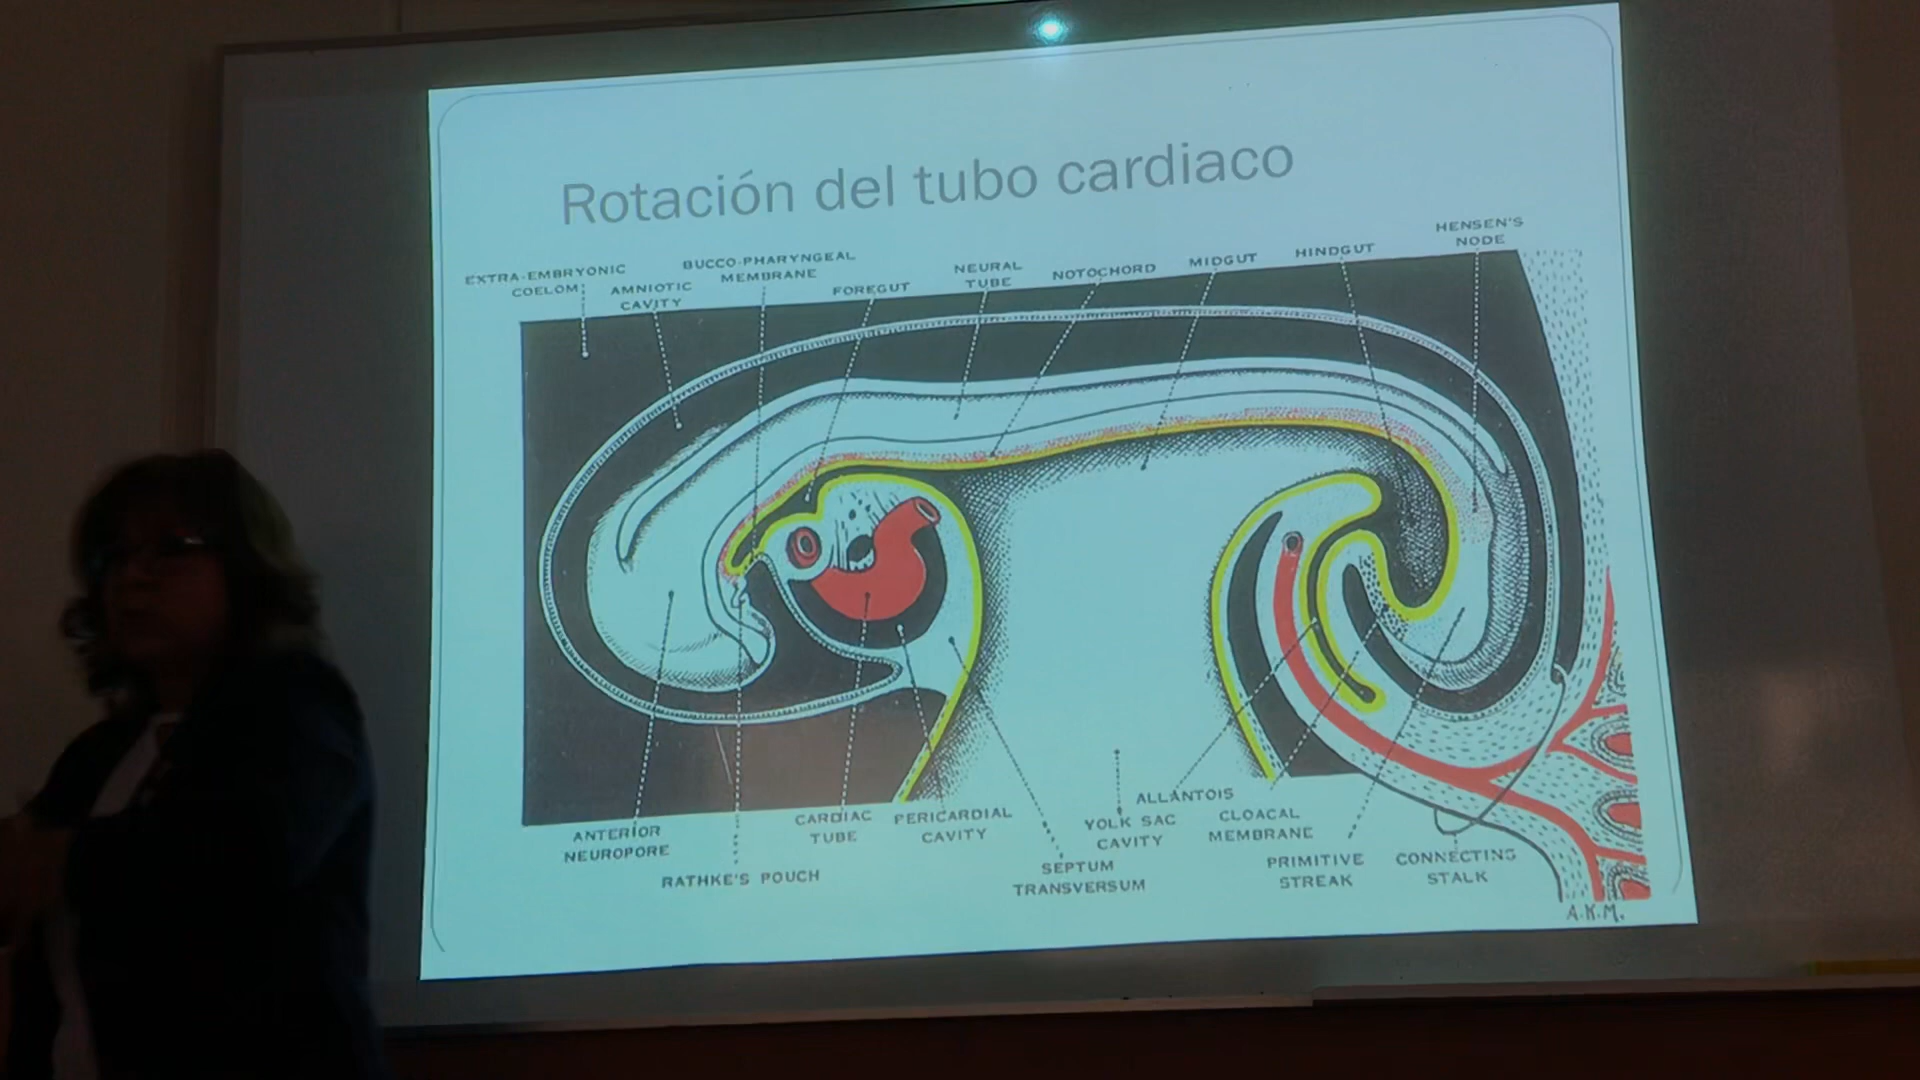 Rotación del tubo cardiaco
EXTRA-EMBRYONIC
COELOM
AMNIOTIC
CAVITY
BUCCO-PHARYNGEAL
MEMBRANE
FOREGUT
NEURAL
TUBE
NOTOCHORD
MIDGUT
HINDGUT
HENSEN'S
NODE
ANTERIOR
NEUROPORE
RATHKE'S POUCH
CARDIAC
TUBE
PERICARDIAL
CAVITY
SEPTUM
TRANSVERSUM
YOLK SAC
CAVITY
ALLANTOIS
CLOACAL
MEMBRANE
PRIMITIVE
STREAK
CONNECTING
STALK
A.K.M.